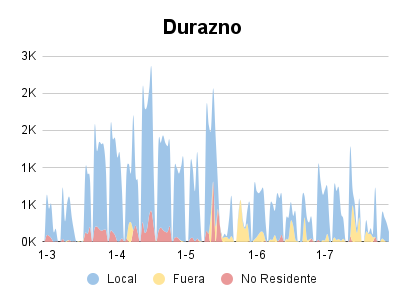 Durazno
3K
2K
2K
1K
1K
0K
1-3 1-4 1-5 1-6 1-7
Local Fuera No Residente